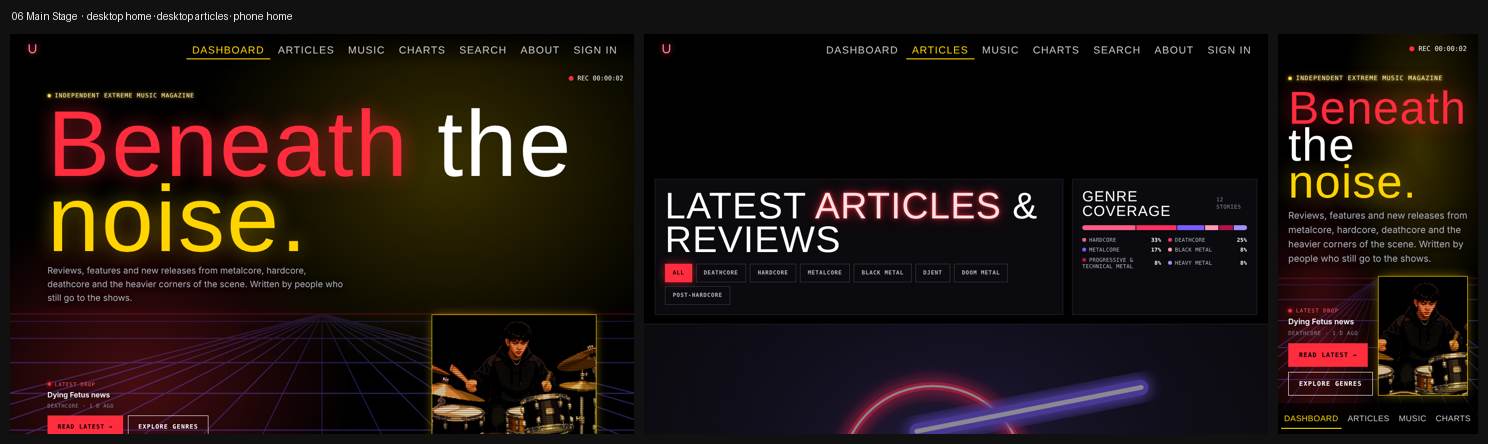 06 Main Stage · desktop home · desktop articles · phone home
U
DASHBOARD ARTICLES MUSIC CHARTS SEARCH ABOUT SIGN IN
REC 00:00:02
INDEPENDENT EXTREME MUSIC MAGAZINE
Beneath the
noise.
Reviews, features and new releases from metalcore, hardcore,
deathcore and the heavier corners of the scene. Written by people who
still go to the shows.
LATEST DROP
Dying Fetus news
DEATHCORE · 1 D AGO
READ LATEST → EXPLORE GENRES
U
DASHBOARD ARTICLES MUSIC CHARTS SEARCH ABOUT SIGN IN
LATEST ARTICLES &
REVIEWS
ALL DEATHCORE HARDCORE METALCORE BLACK METAL DJENT DOOM METAL
POST-HARDCORE
GENRE
COVERAGE
12
STORIES
HARDCORE 33% DEATHCORE 25%
METALCORE 17% BLACK METAL 8%
PROGRESSIVE &
TECHNICAL METAL 8% HEAVY METAL 8%
REC 00:00:02
INDEPENDENT EXTREME MUSIC MAGAZINE
Beneath
the
noise.
Reviews, features and new releases from
metalcore, hardcore, deathcore and the
heavier corners of the scene. Written by
people who still go to the shows.
LATEST DROP
Dying Fetus news
DEATHCORE · 1 D AGO
READ LATEST →
EXPLORE GENRES
DASHBOARD ARTICLES MUSIC CHARTS